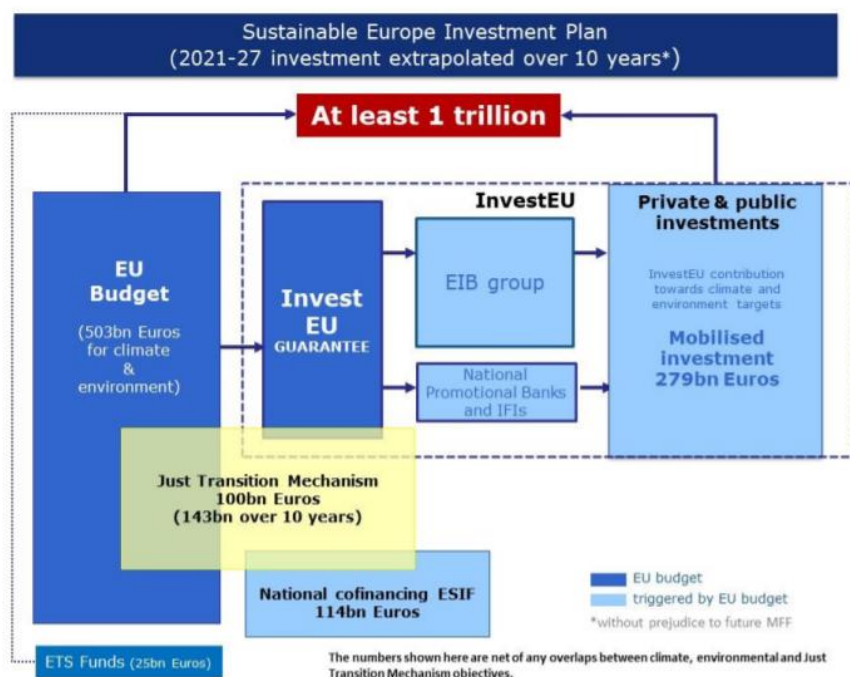 Sustainable Europe Investment Plan
(2021-27 investment extrapolated over 10 years*)
At least 1 trillion
EU
Budget
(503bn Euros
for climate
&
environment)
InvestEU
Invest
EU
GUARANTEE
EIB group
National
Promotional Banks
and IFIs
Private & public
investments
InvestEU contribution
towards climate and
environment targets
Mobilised
investment
279bn Euros
Just Transition Mechanism
100bn Euros
(143bn over 10 years)
National cofinancing ESIF
114bn Euros
EU budget
triggered by EU budget
*without prejudice to future MFF
ETS Funds (25bn Euros)
The numbers shown here are net of any overlaps between climate, environmental and Just
Transition Mechanism objectives.